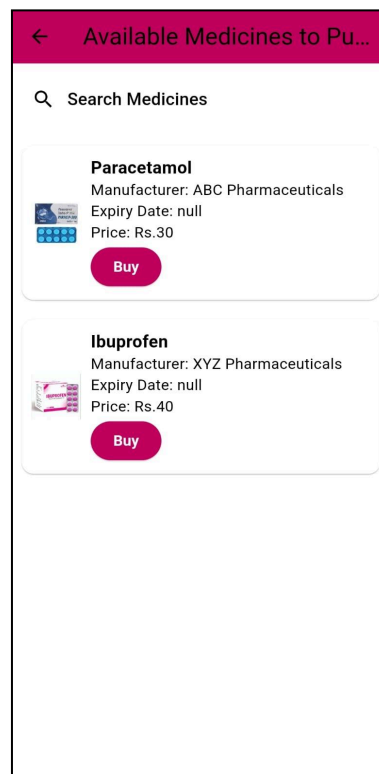 Available Medicines to Pu...
Search Medicines
Paracetamol
Manufacturer: ABC Pharmaceuticals
Expiry Date: null
Price: Rs.30
Buy
Ibuprofen
Manufacturer: XYZ Pharmaceuticals
Expiry Date: null
Price: Rs.40
IBUPROFEN
Buy